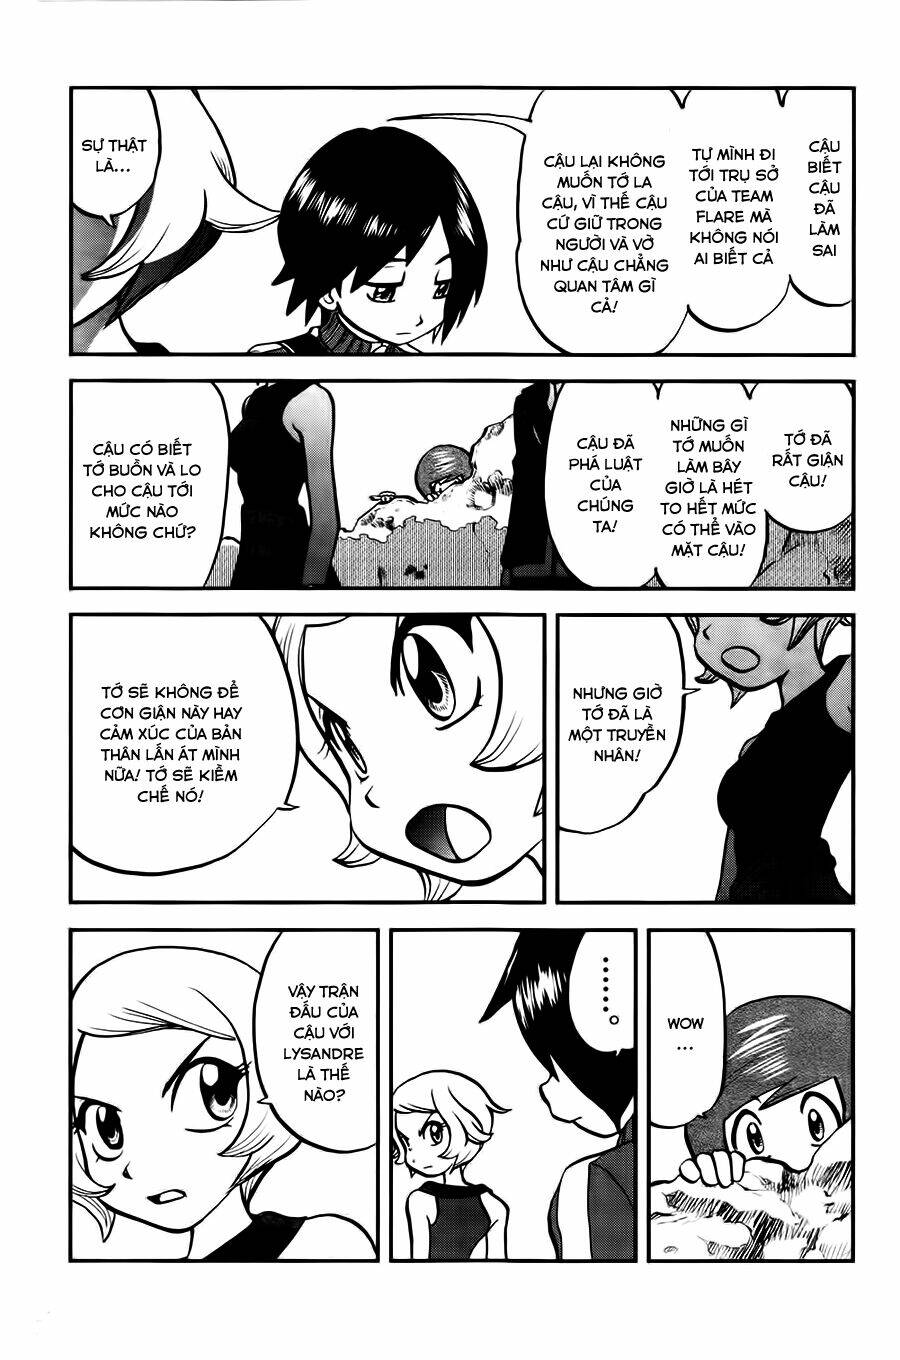 CẬU
BIẾT
CẬU
ĐÃ
LÀM
SAI
TỰ MÌNH ĐI
TỚI TRỤ SỞ
CỦA TEAM
FLARE MÀ
KHÔNG NÓI
AI BIẾT CẢ
CẬU LẠI KHÔNG
MUỐN TỚ LA
CẬU, VÌ THẾ CẬU
CỨ GIỮ TRONG
NGƯỜI VÀ VỜ
NHƯ CẬU CHẲNG
QUAN TÂM GÌ
CẢ!
SỰ THẬT
LÀ...
TỚ ĐÃ
RẤT GIẬN
CẬU!
NHỮNG GÌ
TỚ MUỐN
LÀM BÂY
GIỜ LÀ HÉT
TO HẾT MỨC
CÓ THỂ VÀO
MẶT CẬU!
CẬU ĐÃ
PHÁ LUẬT
CỦA
CHÚNG
TA!
CẬU CÓ BIẾT
TỚ BUỒN VÀ LO
CHO CẬU TỚI
MỨC NÀO
KHÔNG CHỨ?
NHƯNG GIỜ
TỚ ĐÃ LÀ
MỘT TRUYỀN
NHÂN!
TỚ SẼ KHÔNG ĐỂ
CƠN GIẬN NÀY HAY
CẢM XÚC CỦA BẢN
THÂN LẤN ÁT MÌNH
NỮA! TỚ SẼ KIỀM
CHẾ NÓ!
WOW
...
......。
VẬY TRẬN
ĐẤU CỦA
CẬU VỚI
LYSANDRE
LÀ THẾ
NÀO?